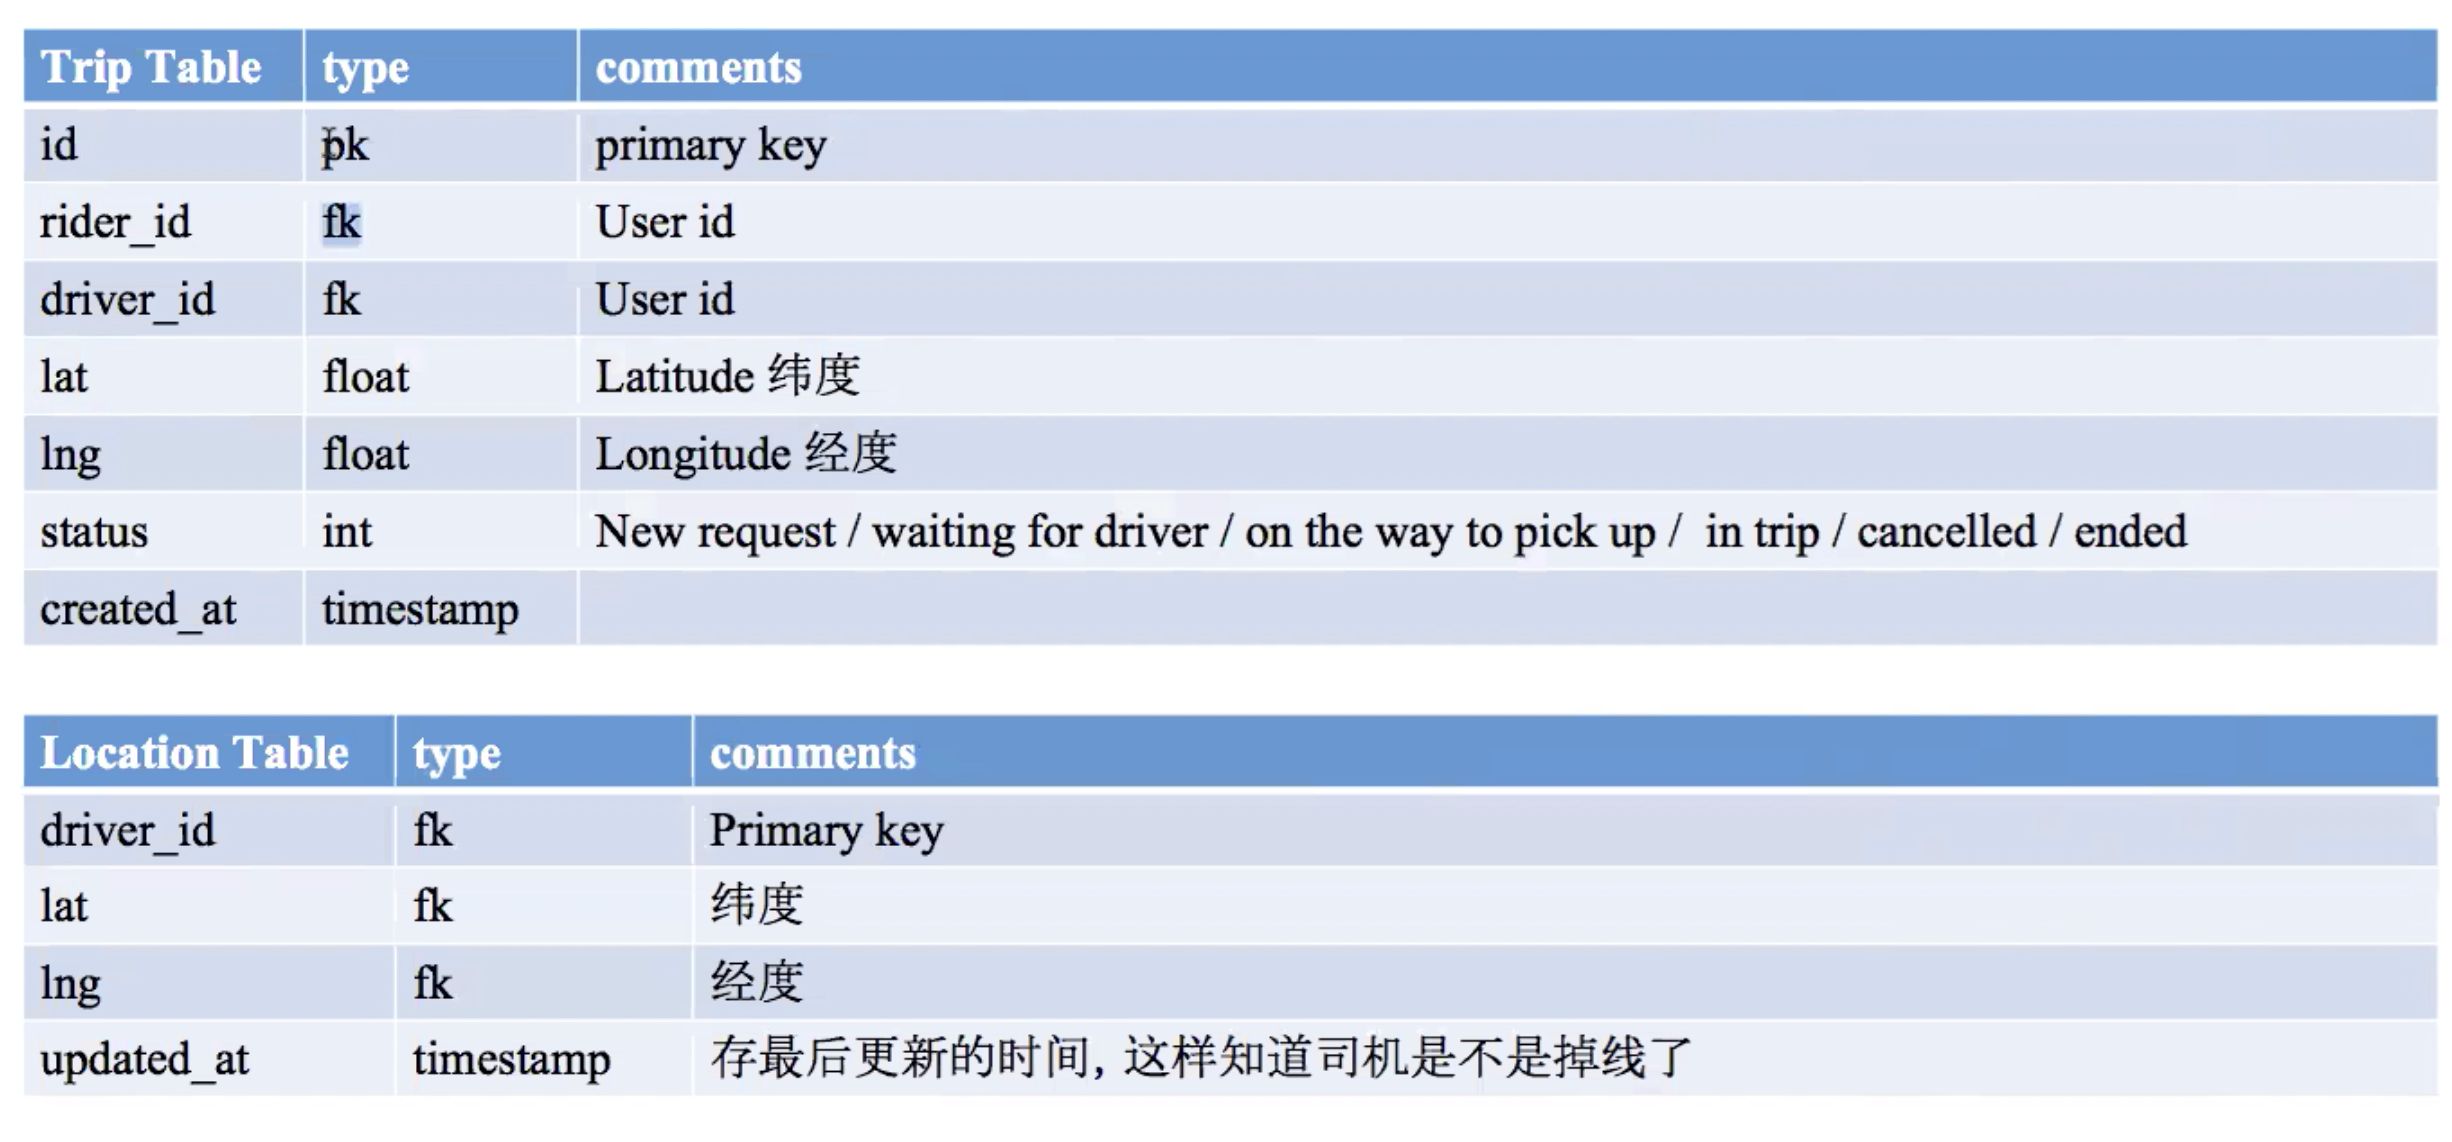 Trip Table type comments
id pk primary key
rider_id fk User id
driver_id fk User id
lat float Latitude 纬度
lng float Longitude 经度
status int New request / waiting for driver / on the way to pick up / in trip / cancelled / ended
created_at timestamp
Location Table type comments
driver_id fk Primary key
lat fk 纬度
lng fk 经度
updated_at timestamp 存最后更新的时间, 这样知道司机是不是掉线了